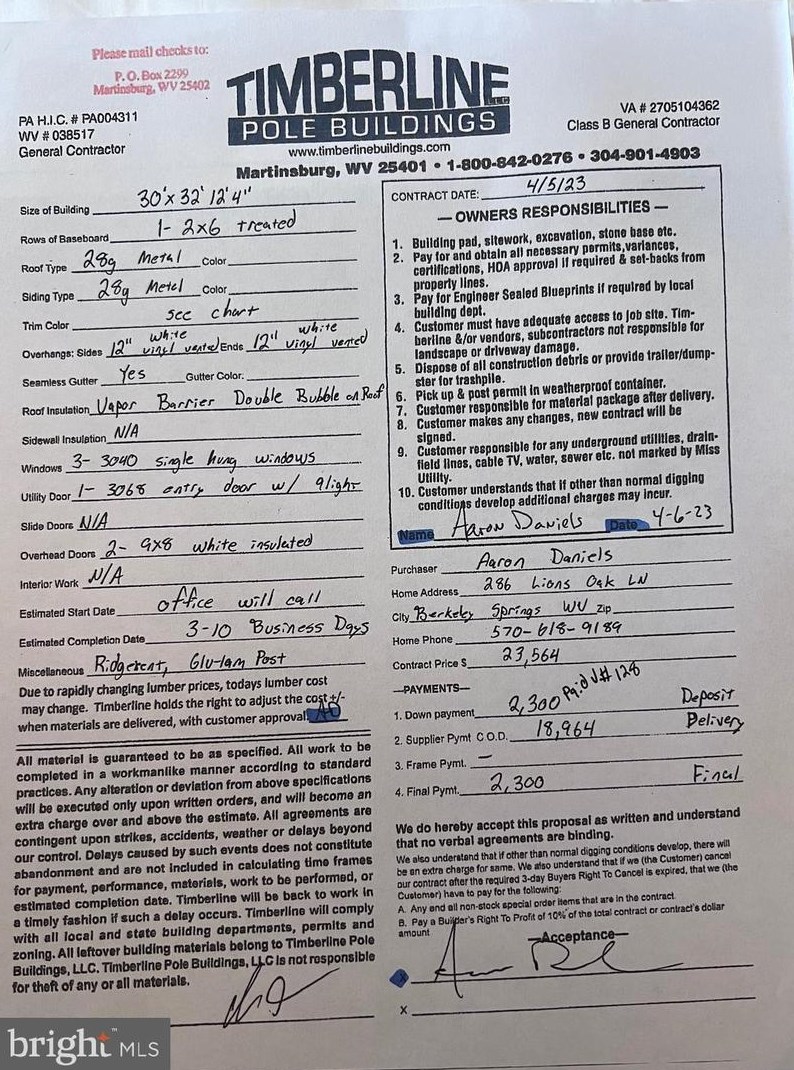 Please mail checks to:
P.O. Box 2299
Martinsburg, WV 25402
TIMBERLINE LLC
POLE BUILDINGS
www.timberlinebuildings.com
Martinsburg, WV 25401 • 1-800-842-0276 • 304-901-4903
PA H.I.C. # PA004311
WV # 038517
General Contractor
VA # 2705104362
Class B General Contractor
Size of Building 30'x 32' 12'4"
Rows of Baseboard 1- 2x6 treated
Roof Type 28g Metal Color
Siding Type 28g Metel Color
Trim Color see chart
Overhangs: Sides 12" white vinyl vented Ends 12" white vinyl vented
Seamless Gutter Yes Gutter Color:
Roof Insulation Vapor Barrier Double Bubble on Roof
Sidewall Insulation N/A
Windows 3- 3040 single hung windows
Utility Door 1- 3068 entry door w/ 9light
Slide Doors N/A
Overhead Doors 2- 9x8 white insulated
Interior Work N/A
Estimated Start Date office will call
Estimated Completion Date 3-10 Business Days
Miscellaneous Ridgevent, Glu-lam Post
Due to rapidly changing lumber prices, todays lumber cost
may change. Timberline holds the right to adjust the cost +/-
when materials are delivered, with customer approval. AD
All material is guaranteed to be as specified. All work to be
completed in a workmanlike manner according to standard
practices. Any alteration or deviation from above specifications
will be executed only upon written orders, and will become an
extra charge over and above the estimate. All agreements are
contingent upon strikes, accidents, weather or delays beyond
our control. Delays caused by such events does not constitute
abandonment and are not included in calculating time frames
for payment, performance, materials, work to be performed, or
estimated completion date. Timberline will be back to work in
a timely fashion if such a delay occurs. Timberline will comply
with all local and state building departments, permits and
zoning. All leftover building materials belong to Timberline Pole
Buildings, LLC. Timberline Pole Buildings, LLC is not responsible
for theft of any or all materials.
CONTRACT DATE: 4/5/23
— OWNERS RESPONSIBILITIES —
1. Building pad, sitework, excavation, stone base etc.
2. Pay for and obtain all necessary permits,variances,
certifications, HOA approval if required & set-backs from
property lines.
3. Pay for Engineer Sealed Blueprints if required by local
building dept.
4. Customer must have adequate access to job site. Tim-
berline &/or vendors, subcontractors not responsible for
landscape or driveway damage.
5. Dispose of all construction debris or provide trailer/dump-
ster for trashpile.
6. Pick up & post permit in weatherproof container.
7. Customer responsible for material package after delivery.
8. Customer makes any changes, new contract will be
signed.
9. Customer responsible for any underground utilities, drain-
field lines, cable TV, water, sewer etc. not marked by Miss
Utility.
10. Customer understands that if other than normal digging
conditions develop additional charges may incur.
Name Aaron Daniels Date 4-6-23
Purchaser Aaron Daniels
Home Address 286 Lions Oak LN
City Berkeley Springs WV Zip
Home Phone 570-618-9189
Contract Price $ 23,564
—PAYMENTS—
1. Down payment 2,300 Paid V# 128 Deposit
2. Supplier Pymt C.O.D. 18,964 Delivery
3. Frame Pymt. —
4. Final Pymt. 2,300 Final
We do hereby accept this proposal as written and understand
that no verbal agreements are binding.
We also understand that if other than normal digging conditions develop, there will
be an extra charge for same. We also understand that if we (the Customer) cancel
our contract after the required 3-day Buyers Right To Cancel is expired, that we (the
Customer) have to pay for the following:
A. Any and all non-stock special order items that are in the contract.
B. Pay a Builder's Right To Profit of 10% of the total contract or contract's dollar
amount
—Acceptance—
x
x
bright™ MLS